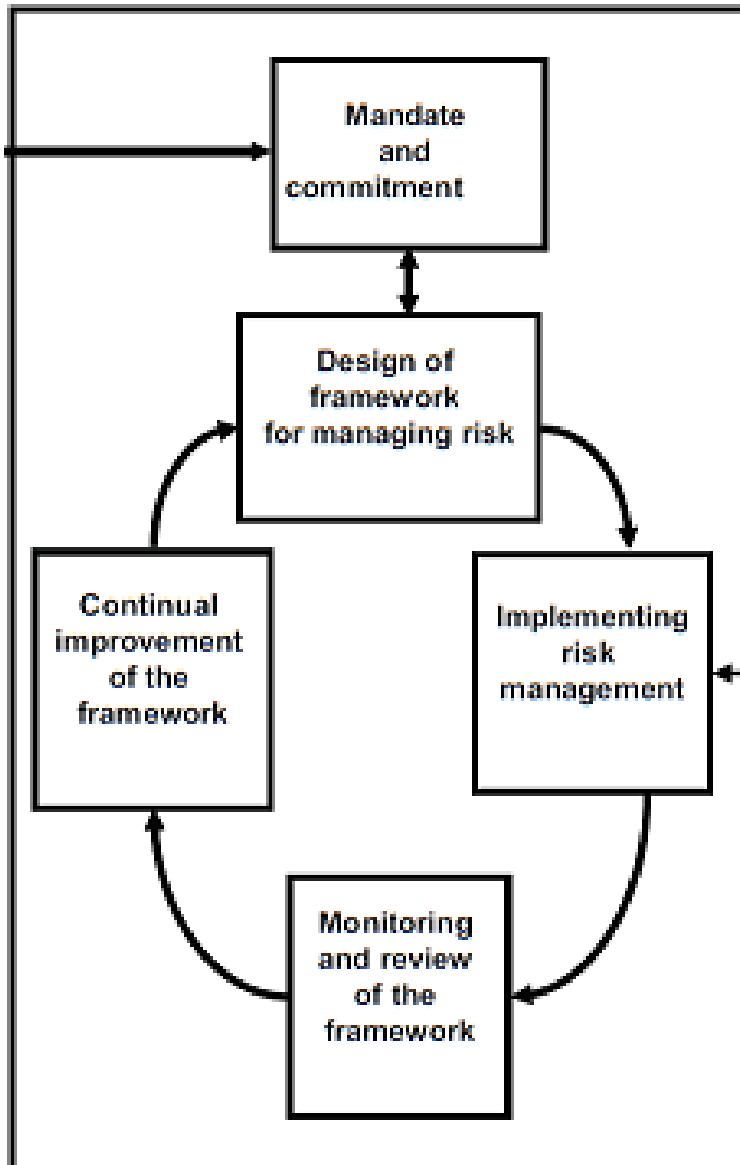 Mandate
and
commitment
Design of
framework
for managing risk
Continual
improvement
of the
framework
Implementing
risk
management
Monitoring
and review
of the
framework